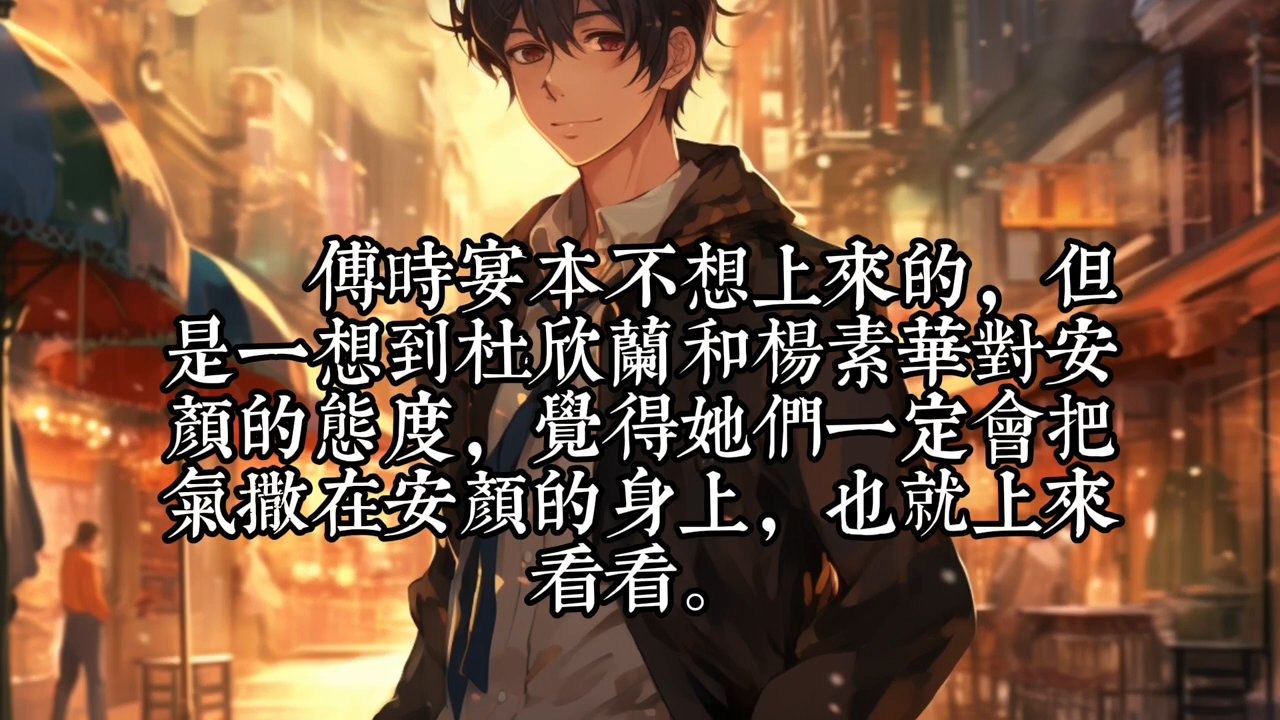 傅時宴本不想上來的，但
是一想到杜欣蘭和楊素華對安
顏的態度，覺得她們一定會把
氣撒在安顏的身上，也就上來
看看。